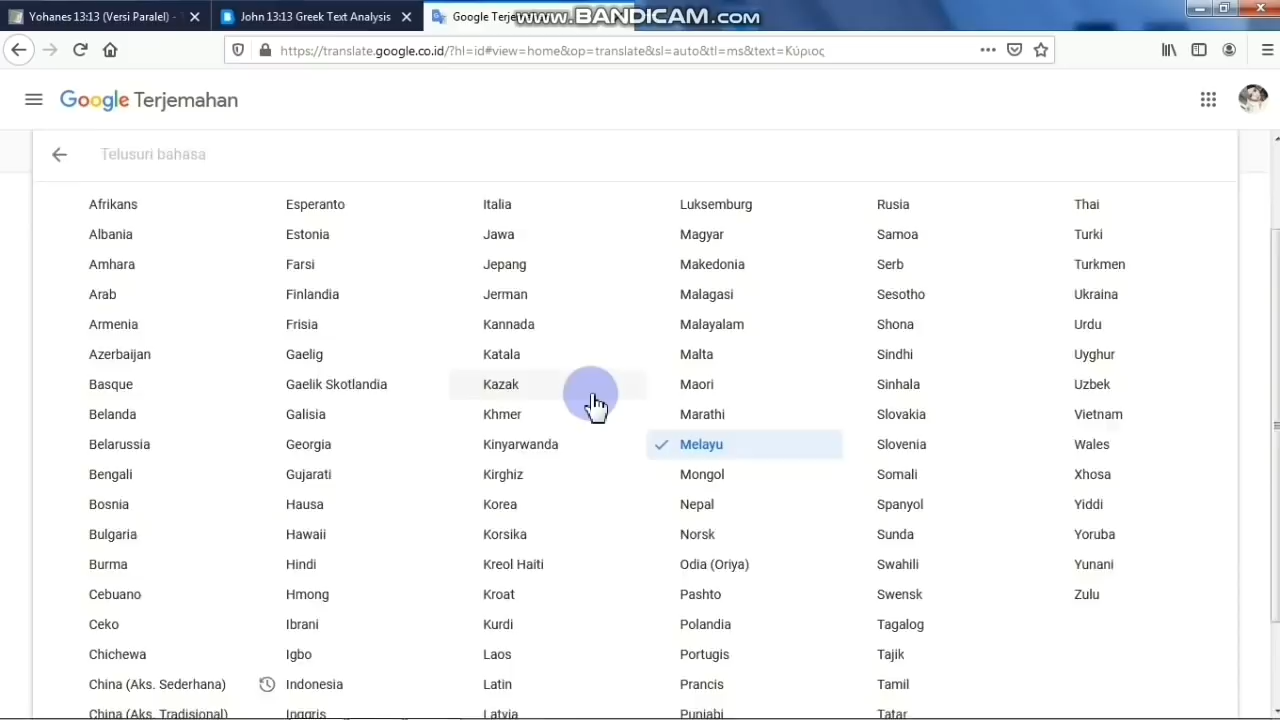 Yohanes 13:13 (Versi Paralel) -
John 13:13 Greek Text Analysis
Google Terje
www.BANDICAM.com
https://translate.google.co.id/?hl=id#view=home&op=translate&sl=auto&tl=ms&text=Κύριος
Google Terjemahan
Telusuri bahasa
Afrikans Esperanto Italia Luksemburg Rusia Thai
Albania Estonia Jawa Magyar Samoa Turki
Amhara Farsi Jepang Makedonia Serb Turkmen
Arab Finlandia Jerman Malagasi Sesotho Ukraina
Armenia Frisia Kannada Malayalam Shona Urdu
Azerbaijan Gaelig Katala Malta Sindhi Uyghur
Basque Gaelik Skotlandia Kazak Maori Sinhala Uzbek
Belanda Galisia Khmer Marathi Slovakia Vietnam
Belarussia Georgia Kinyarwanda Melayu Slovenia Wales
Bengali Gujarati Kirghiz Mongol Somali Xhosa
Bosnia Hausa Korea Nepal Spanyol Yiddi
Bulgaria Hawaii Korsika Norsk Sunda Yoruba
Burma Hindi Kreol Haiti Odia (Oriya) Swahili Yunani
Cebuano Hmong Kroat Pashto Swensk Zulu
Ceko Ibrani Kurdi Polandia Tagalog
Chichewa Igbo Laos Portugis Tajik
China (Aks. Sederhana) Indonesia Latin Prancis Tamil
China (Aks. Tradisional) Inggris Latvia Punjabi Tatar